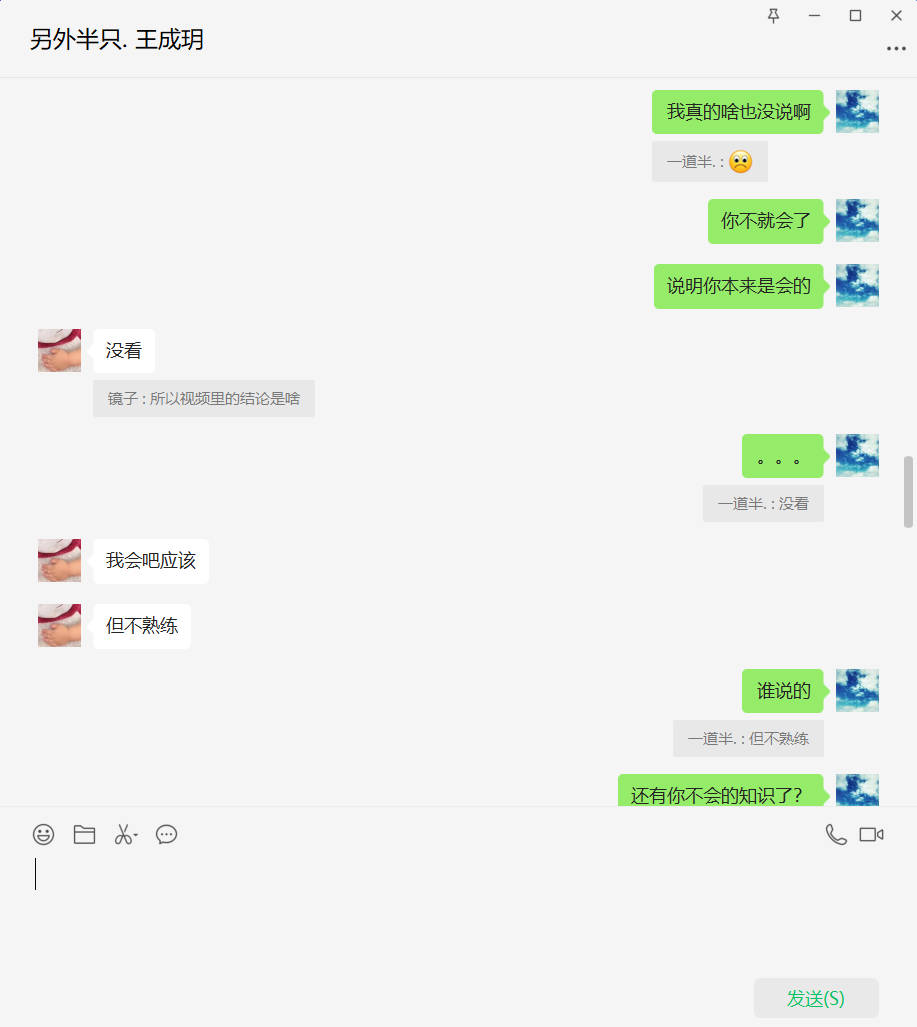 另外半只. 王成玥
我真的啥也没说啊
一道半. : ☹️
你不就会了
说明你本来是会的
没看
镜子 : 所以视频里的结论是啥
。。。
一道半. : 没看
我会吧应该
但不熟练
谁说的
一道半. : 但不熟练
还有你不会的知识了?
发送(S)